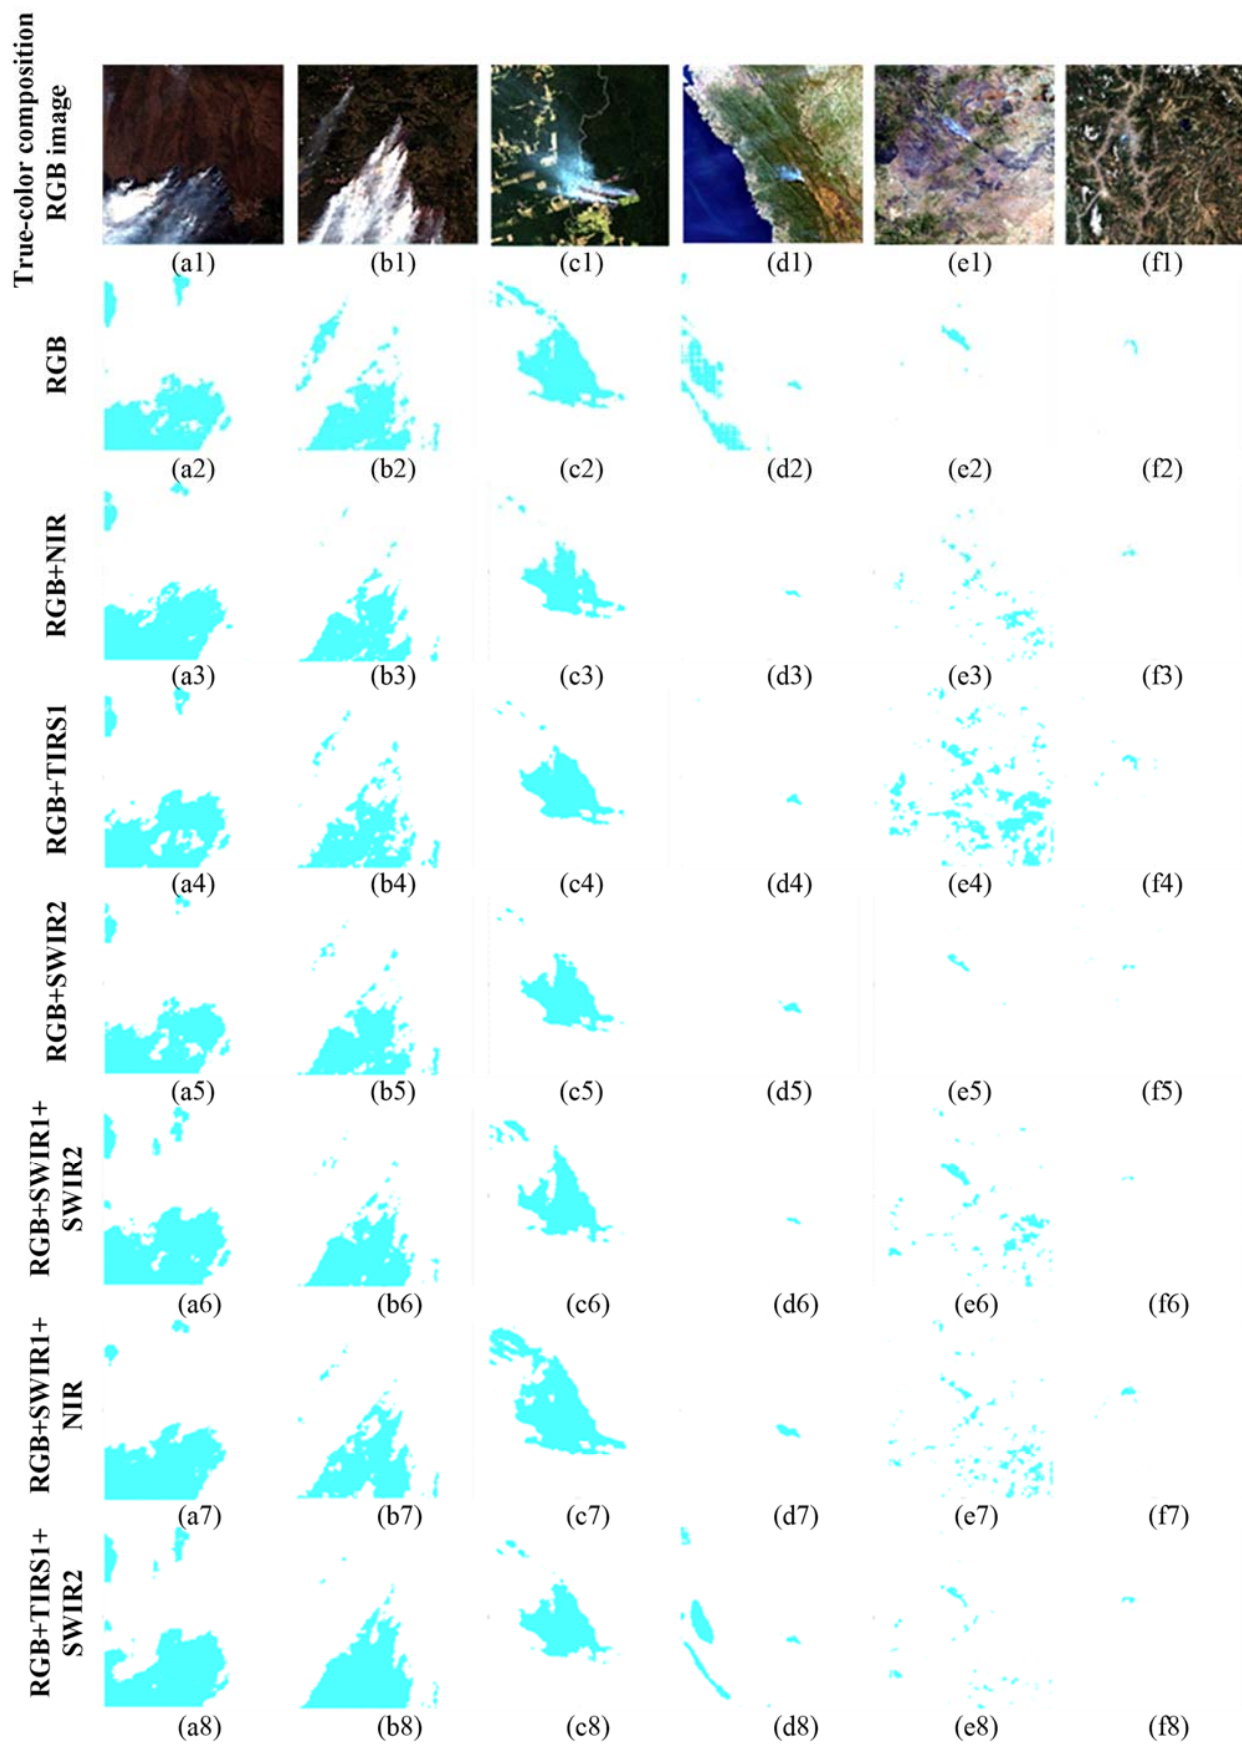 True-color composition
RGB image
(a1) (b1) (c1) (d1) (e1) (f1)
RGB
(a2) (b2) (c2) (d2) (e2) (f2)
RGB+NIR
(a3) (b3) (c3) (d3) (e3) (f3)
RGB+TIRS1
(a4) (b4) (c4) (d4) (e4) (f4)
RGB+SWIR2
(a5) (b5) (c5) (d5) (e5) (f5)
RGB+SWIR1+
SWIR2
(a6) (b6) (c6) (d6) (e6) (f6)
RGB+SWIR1+
NIR
(a7) (b7) (c7) (d7) (e7) (f7)
RGB+TIRS1+
SWIR2
(a8) (b8) (c8) (d8) (e8) (f8)